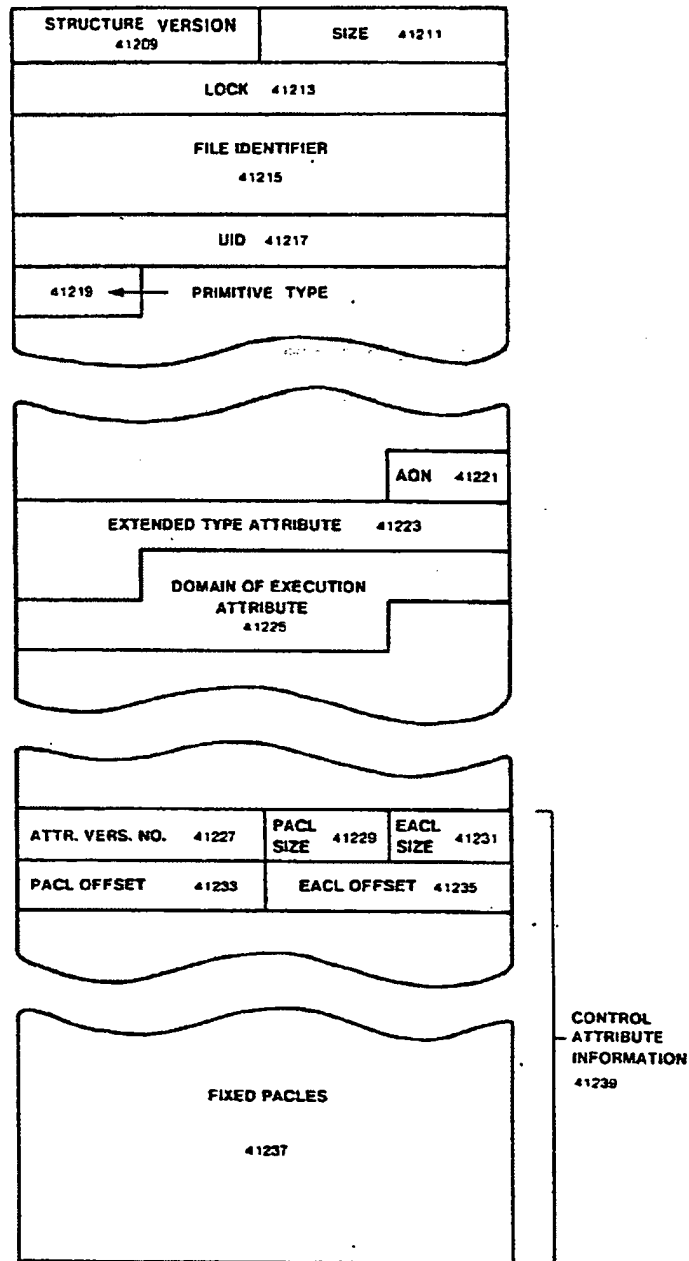 STRUCTURE VERSION
41209
SIZE 41211
LOCK 41213
FILE IDENTIFIER
41215
UID 41217
41219 PRIMITIVE TYPE
AON 41221
EXTENDED TYPE ATTRIBUTE 41223
DOMAIN OF EXECUTION
ATTRIBUTE
41225
ATTR. VERS. NO. 41227
PACL
SIZE 41229
EACL
SIZE 41231
PACL OFFSET 41233
EACL OFFSET 41235
CONTROL
ATTRIBUTE
INFORMATION
41239
FIXED PACLES
41237